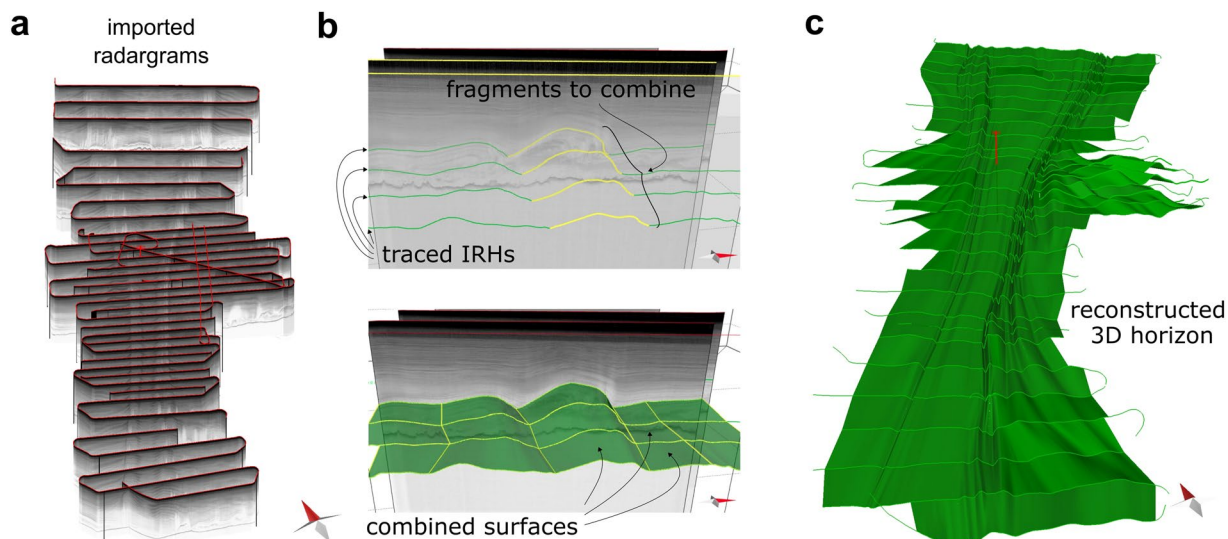 a
imported
radargrams
b
fragments to combine
traced IRHs
combined surfaces
c
reconstructed
3D horizon